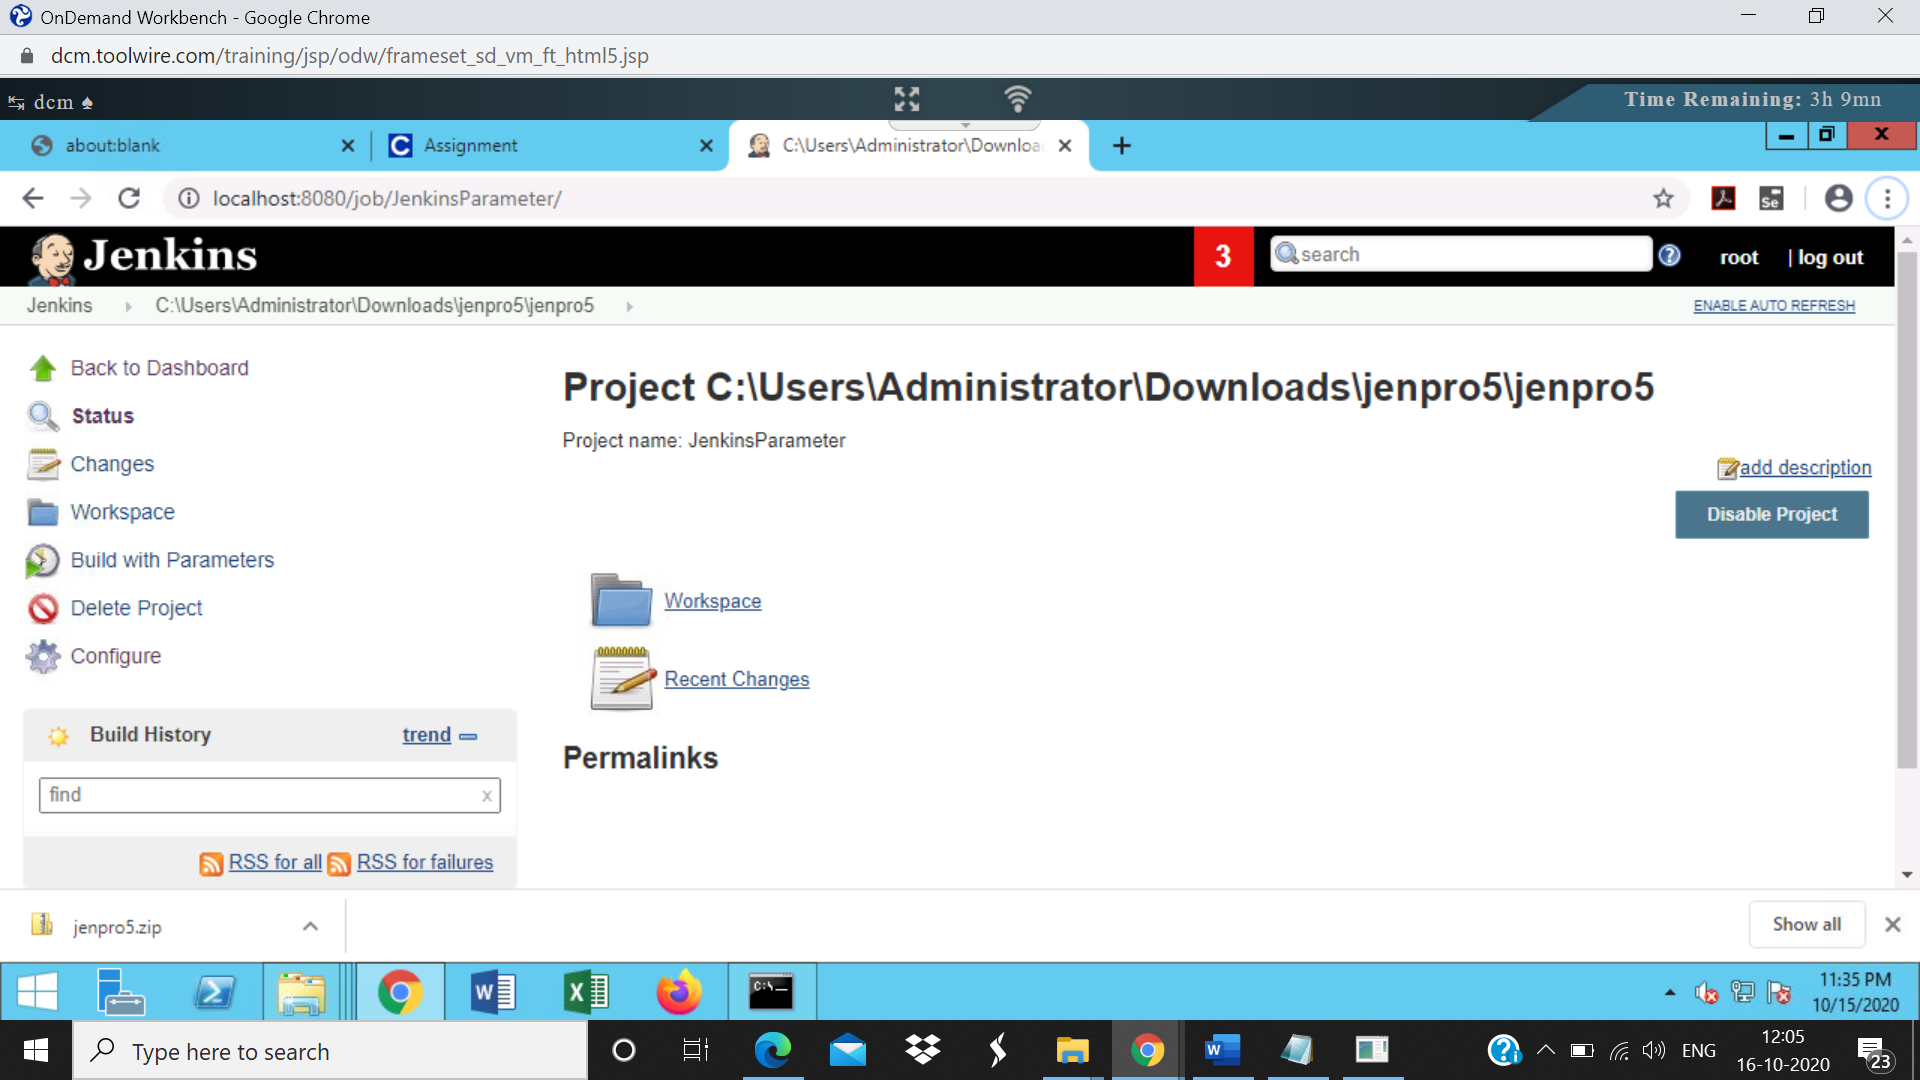 OnDemand Workbench - Google Chrome
dcm.toolwire.com/training/jsp/odw/frameset_sd_vm_ft_html5.jsp
dcm ♠
Time Remaining: 3h 9mn
about:blank
Assignment
C:\Users\Administrator\Downloa
localhost:8080/job/JenkinsParameter/
Se
Jenkins
3
search
?
root
| log out
Jenkins
C:\Users\Administrator\Downloads\jenpro5\jenpro5
ENABLE AUTO REFRESH
Back to Dashboard
Status
Changes
Workspace
Build with Parameters
Delete Project
Configure
Project C:\Users\Administrator\Downloads\jenpro5\jenpro5
Project name: JenkinsParameter
add description
Disable Project
Workspace
Recent Changes
Permalinks
Build History
trend
find
x
RSS for all
RSS for failures
jenpro5.zip
Show all
11:35 PM
10/15/2020
Type here to search
ENG
12:05
16-10-2020
23